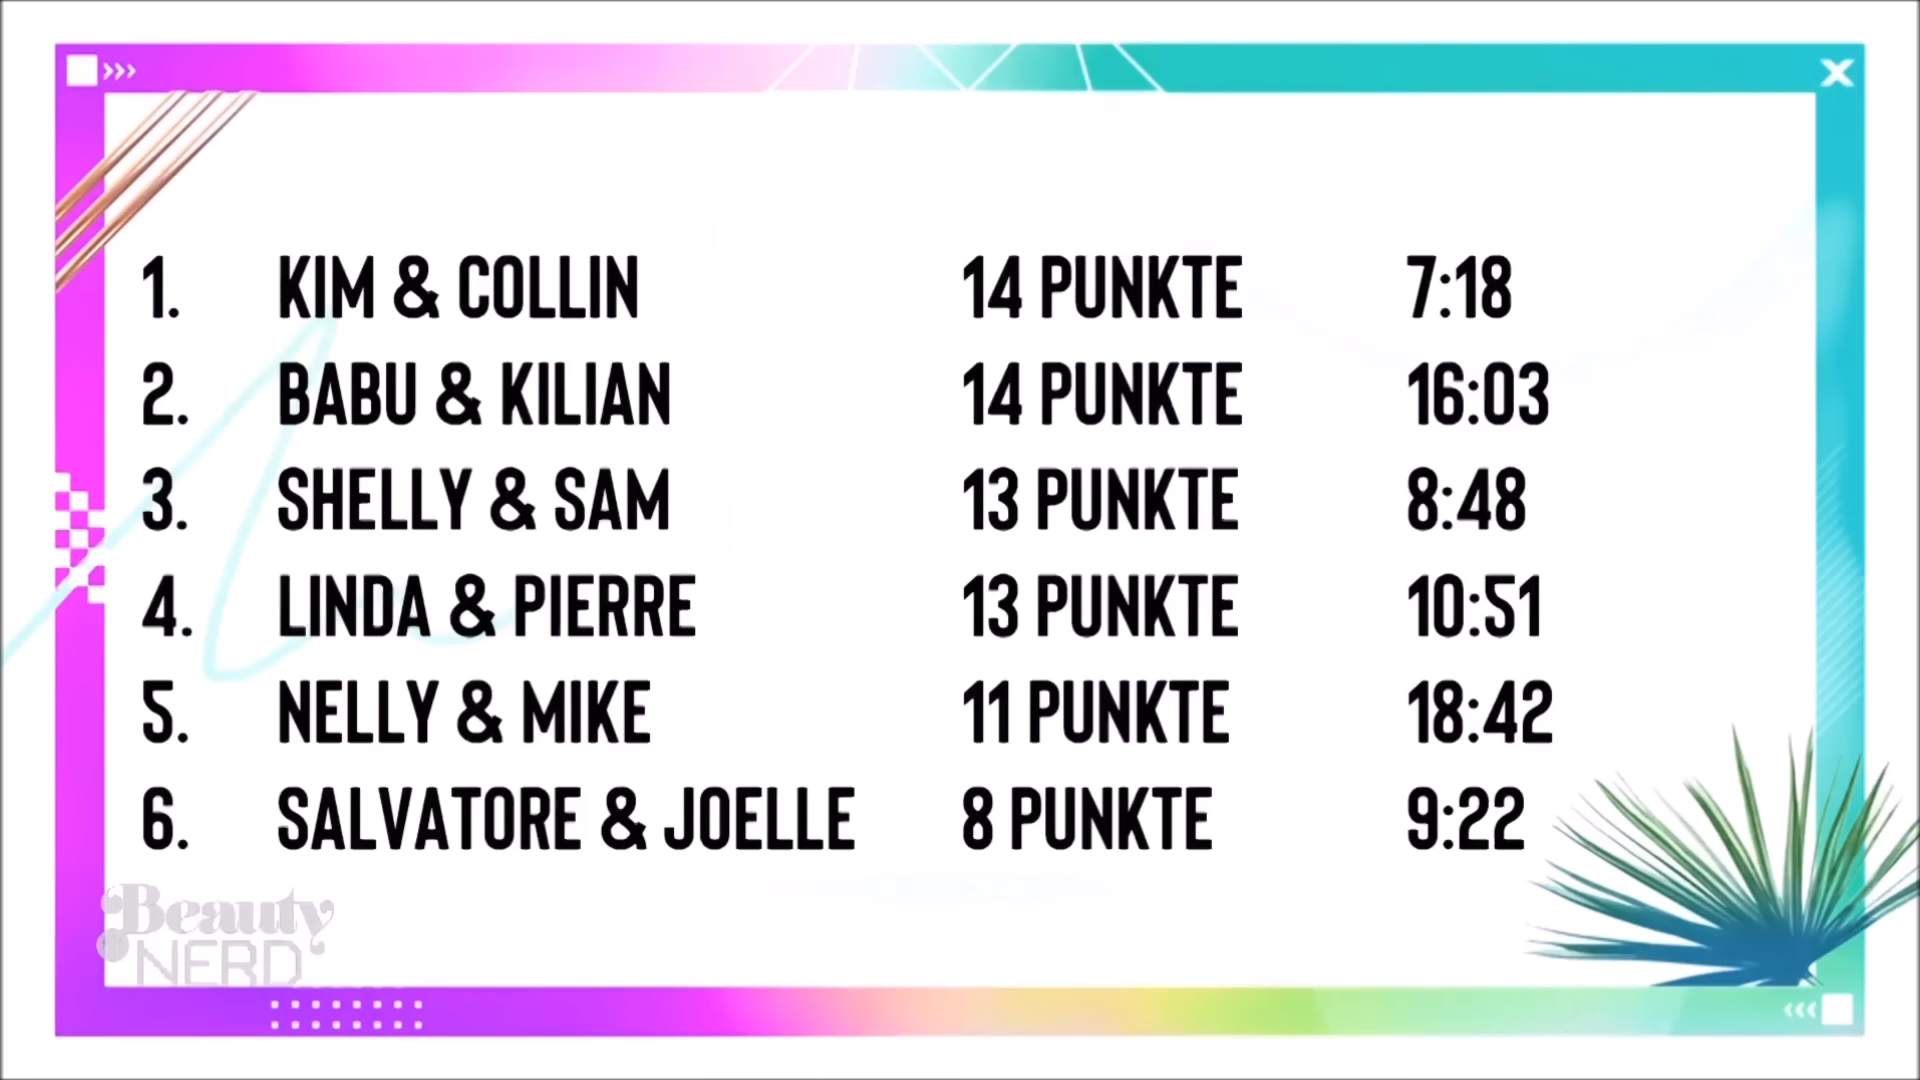 1. KIM & COLLIN 14 PUNKTE 7:18
2. BABU & KILIAN 14 PUNKTE 16:03
3. SHELLY & SAM 13 PUNKTE 8:48
4. LINDA & PIERRE 13 PUNKTE 10:51
5. NELLY & MIKE 11 PUNKTE 18:42
6. SALVATORE & JOELLE 8 PUNKTE 9:22
Beauty
NERD